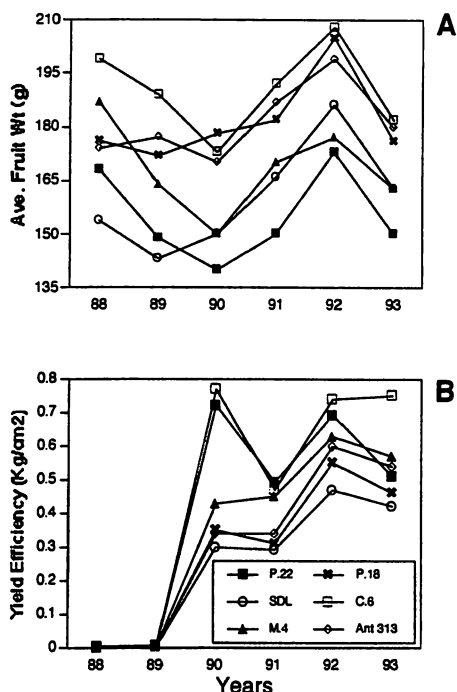 A
Ave. Fruit Wt (g)
210
195
180
165
150
135
88 89 90 91 92 93
B
Yield Efficiency (Kg/cm2)
0.8
0.7
0.6
0.5
0.4
0.3
0.2
0.1
0
P.22 P.18
SDL C.6
M.4 Ant 313
88 89 90 91 92 93
Years